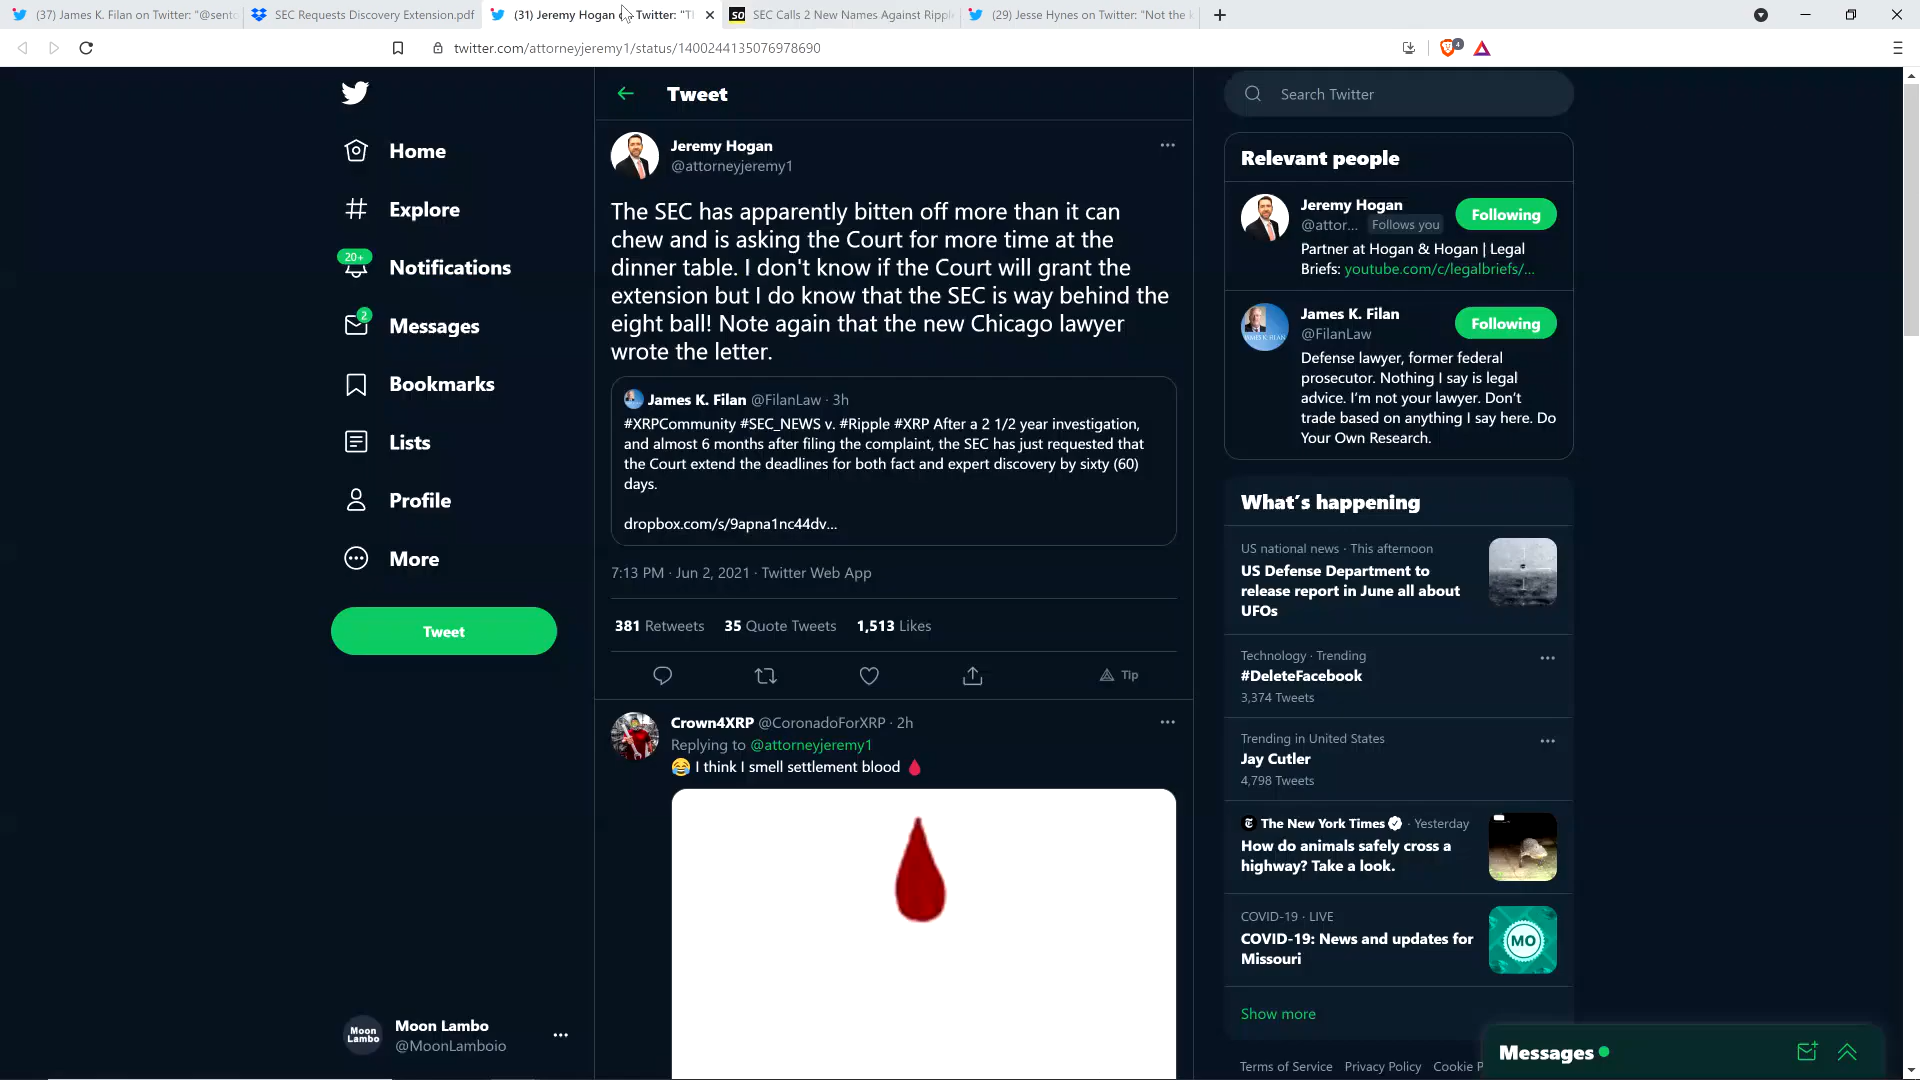 (37) James K. Filan on Twitter: "@sento
SEC Requests Discovery Extension.pdf
(31) Jeremy Hogan on Twitter: "T
SEC Calls 2 New Names Against Rippl
(29) Jesse Hynes on Twitter: "Not the k
twitter.com/attorneyjeremy1/status/1400244135076978690
4
Home
Explore
20+
Notifications
2
Messages
Bookmarks
Lists
Profile
More
Tweet
Moon Lambo
Moon Lambo
@MoonLamboio
Tweet
Jeremy Hogan
@attorneyjeremy1
The SEC has apparently bitten off more than it can
chew and is asking the Court for more time at the
dinner table. I don't know if the Court will grant the
extension but I do know that the SEC is way behind the
eight ball! Note again that the new Chicago lawyer
wrote the letter.
James K. Filan @FilanLaw · 3h
#XRPCommunity #SEC_NEWS v. #Ripple #XRP After a 2 1/2 year investigation,
and almost 6 months after filing the complaint, the SEC has just requested that
the Court extend the deadlines for both fact and expert discovery by sixty (60)
days.
dropbox.com/s/9apna1nc44dv...
7:13 PM · Jun 2, 2021 · Twitter Web App
381 Retweets 35 Quote Tweets 1,513 Likes
Tip
Crown4XRP @CoronadoForXRP · 2h
Replying to @attorneyjeremy1
😂 I think I smell settlement blood 🩸
Search Twitter
Relevant people
Jeremy Hogan
@attor... Follows you
Following
Partner at Hogan & Hogan | Legal
Briefs: youtube.com/c/legalbriefs/...
James K. Filan
@FilanLaw
Following
Defense lawyer, former federal
prosecutor. Nothing I say is legal
advice. I'm not your lawyer. Don't
trade based on anything I say here. Do
Your Own Research.
What's happening
US national news · This afternoon
US Defense Department to
release report in June all about
UFOs
Technology · Trending
#DeleteFacebook
3,374 Tweets
Trending in United States
Jay Cutler
4,798 Tweets
The New York Times · Yesterday
How do animals safely cross a
highway? Take a look.
COVID-19 · LIVE
COVID-19: News and updates for
Missouri
MO
Show more
Terms of Service Privacy Policy Cookie P
Messages